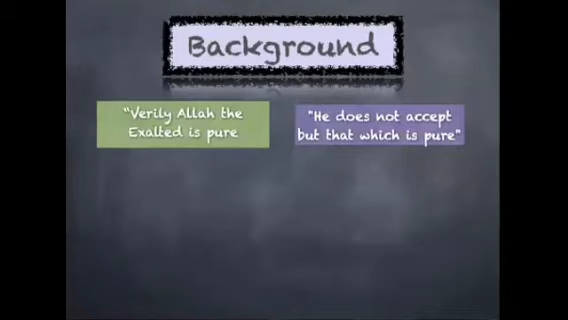 Background
"Verily Allah the
Exalted is pure
"He does not accept
but that which is pure"